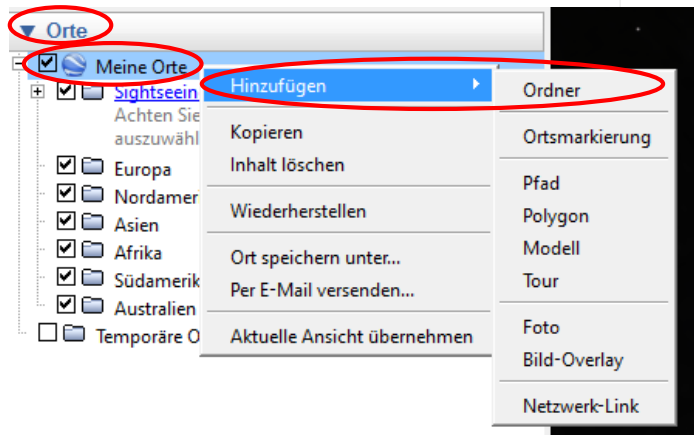 Orte
Meine Orte
Sightseein
Achten Sie
auszuwähl
Europa
Nordamer
Asien
Afrika
Südamerik
Australien
Temporäre O
Hinzufügen
Kopieren
Inhalt löschen
Wiederherstellen
Ort speichern unter...
Per E-Mail versenden...
Aktuelle Ansicht übernehmen
Ordner
Ortsmarkierung
Pfad
Polygon
Modell
Tour
Foto
Bild-Overlay
Netzwerk-Link